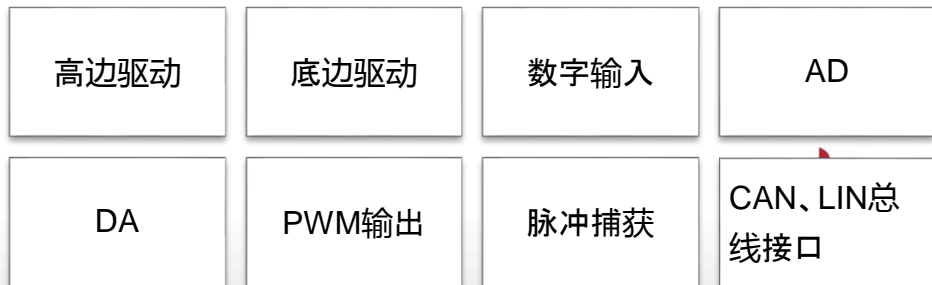 高边驱动
底边驱动
数字输入
AD
DA
PWM输出
脉冲捕获
CAN、LIN总
线接口